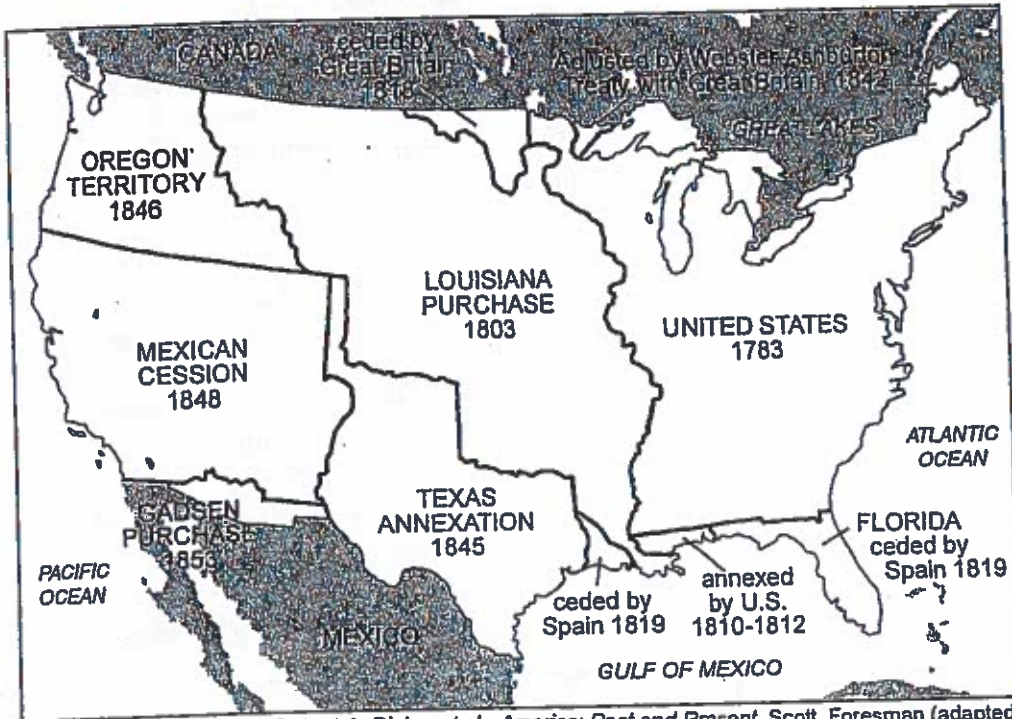 CANADA
ceded by
Great Britain
1818
Adjusted by Webster-Ashburton
Treaty with Great Britain, 1842
GREAT LAKES
OREGON'
TERRITORY
1846
LOUISIANA
PURCHASE
1803
UNITED STATES
1783
MEXICAN
CESSION
1848
ATLANTIC
OCEAN
GADSEN
PURCHASE
1853
TEXAS
ANNEXATION
1845
FLORIDA
ceded by
Spain 1819
PACIFIC
OCEAN
ceded by
Spain 1819
annexed
by U.S.
1810-1812
MEXICO
GULF OF MEXICO
America: Past and Present, Scott, Foresman (adapted